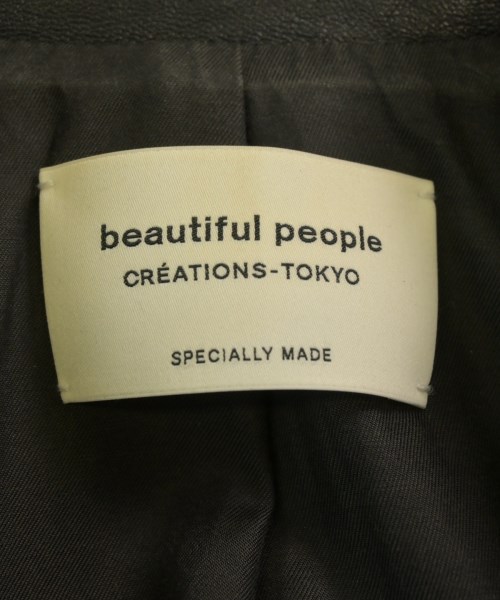 beautiful people
CRÉATIONS-TOKYO
SPECIALLY MADE